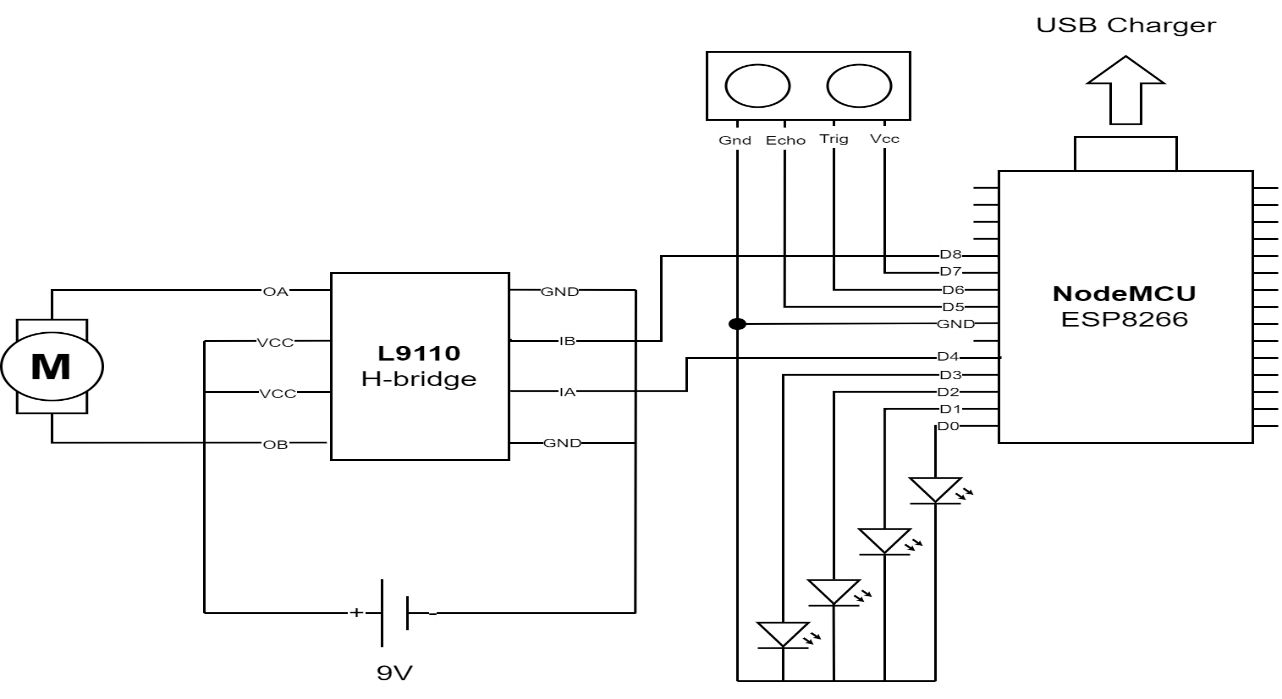 USB Charger
Gnd Echo Trig Vcc
D8
D7
D6
D5
GND
D4
D3
D2
D1
D0
NodeMCU
ESP8266
OA
VCC
VCC
OB
L9110
H-bridge
GND
IB
IA
GND
M
+ -
9V